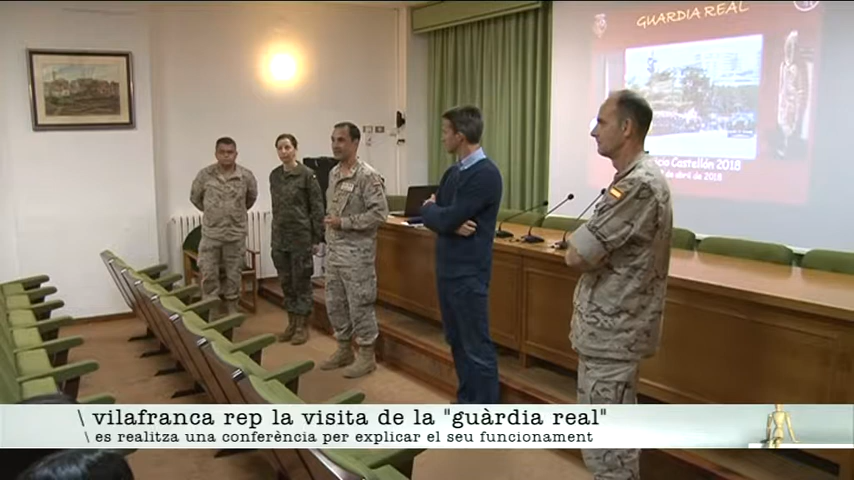 GUARDIA REAL
Castellón 2018
de abril de 2018
\ vilafranca rep la visita de la "guàrdia real"
\ es realitza una conferència per explicar el seu funcionament